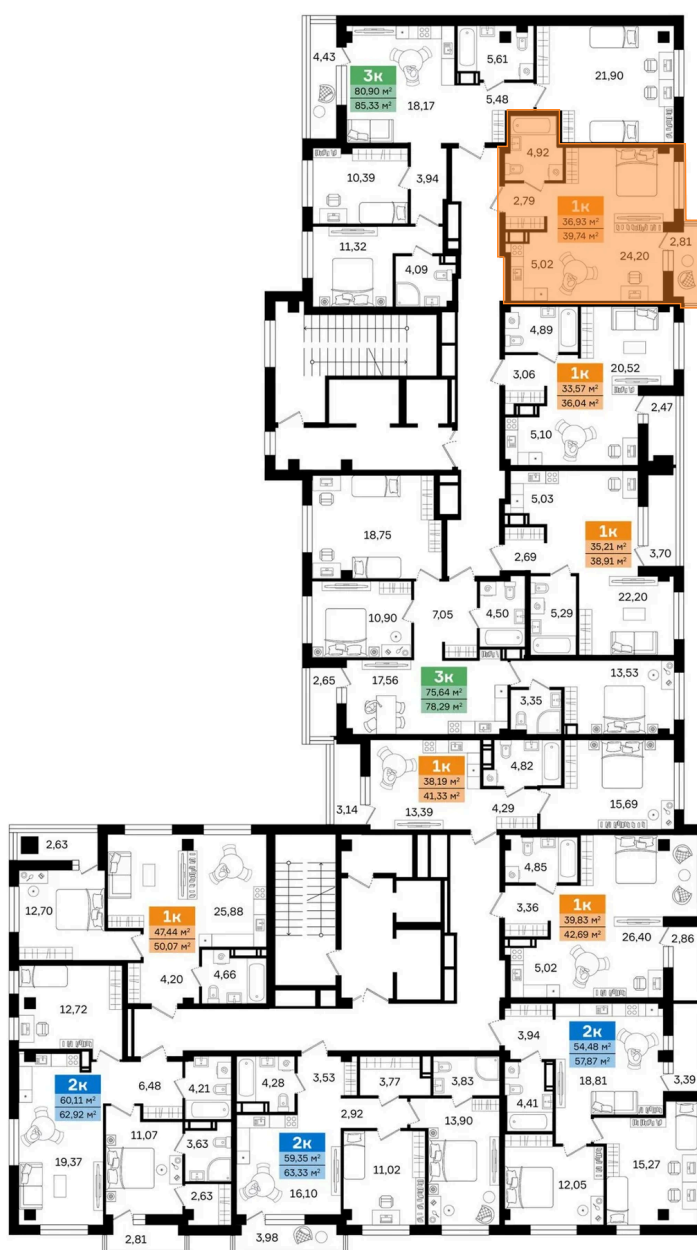 4,43
3к
80,90 м²
85,33 м²
18,17
5,61
5,48
21,90
10,39
3,94
4,92
2,79
1к
36,93 м²
39,74 м²
2,81
5,02
24,20
11,32
4,09
4,89
3,06
20,52
1к
33,57 м²
36,04 м²
2,47
5,10
5,03
18,75
1к
35,21 м²
38,91 м²
2,69
3,70
10,90
7,05
4,50
5,29
22,20
2,65
17,56
3к
75,64 м²
78,29 м²
3,35
13,53
1к
38,19 м²
41,33 м²
4,82
3,14
13,39
4,29
15,69
2,63
12,70
1к
47,44 м²
50,07 м²
25,88
4,20
4,66
4,85
3,36
1к
39,83 м²
42,69 м²
26,40
2,86
5,02
12,72
3,94
2к
54,48 м²
57,87 м²
18,81
3,39
4,41
2к
60,11 м²
62,92 м²
6,48
4,21
4,28
3,53
3,77
3,83
11,07
3,63
2,92
13,90
2к
59,35 м²
63,33 м²
19,37
16,10
11,02
12,05
15,27
2,63
2,81
3,98